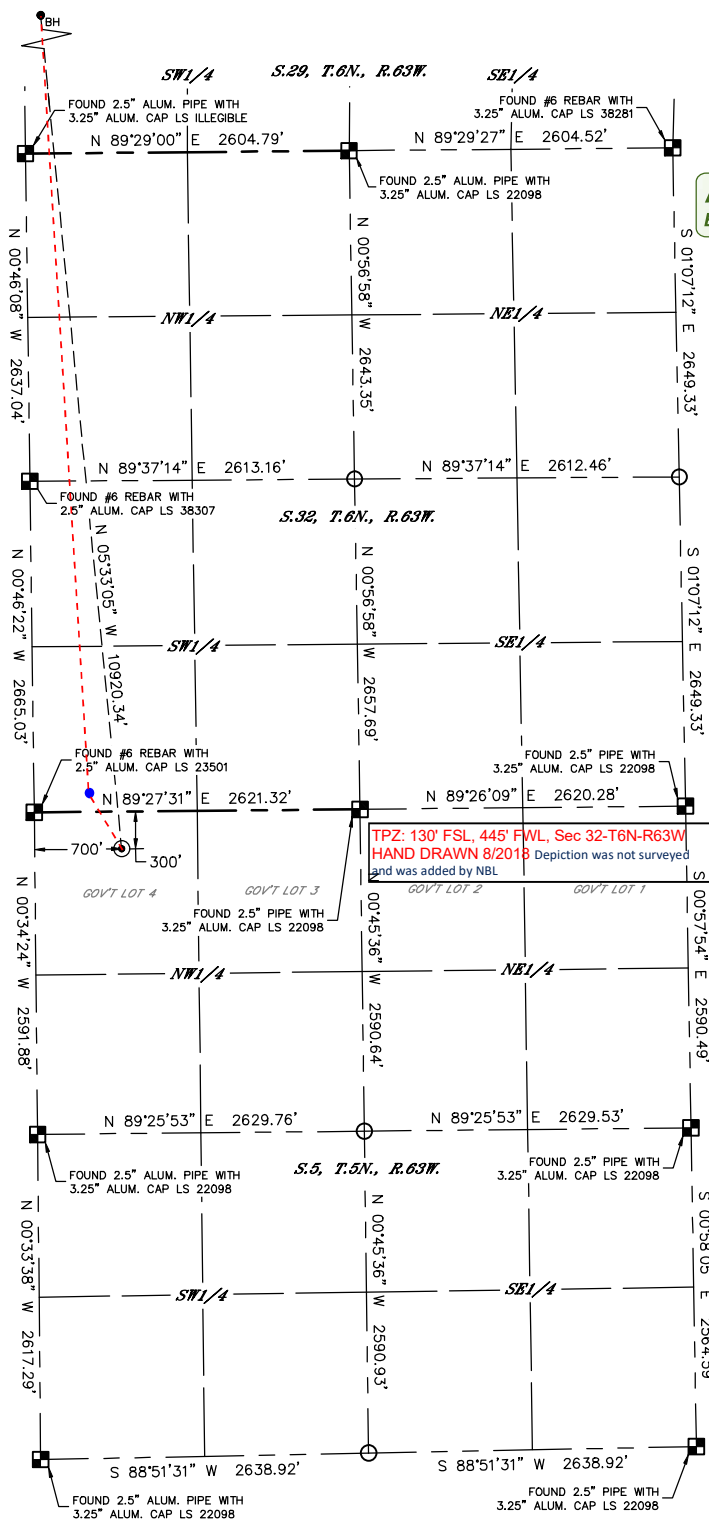 BH
SW1/4
S.29, T.6N., R.63W.
SE1/4
FOUND 2.5" ALUM. PIPE WITH
3.25" ALUM. CAP LS ILLEGIBLE
FOUND #6 REBAR WITH
3.25" ALUM. CAP LS 38281
N 89°29'00" E 2604.79'
N 89°29'27" E 2604.52'
FOUND 2.5" ALUM. PIPE WITH
3.25" ALUM. CAP LS 22098
N 00°46'08" W 2637.04'
N 00°56'58" W 2643.35'
S 01°07'12" E 2649.33'
NW1/4
NE1/4
N 89°37'14" E 2613.16'
N 89°37'14" E 2612.46'
FOUND #6 REBAR WITH
2.5" ALUM. CAP LS 38307
S.32, T.6N., R.63W.
N 05°33'05" W 10920.34'
N 00°46'22" W 2665.03'
N 00°56'58" W 2657.69'
S 01°07'12" E 2649.33'
SW1/4
SE1/4
FOUND #6 REBAR WITH
2.5" ALUM. CAP LS 23501
FOUND 2.5" PIPE WITH
3.25" ALUM. CAP LS 22098
N 89°27'31" E 2621.32'
N 89°26'09" E 2620.28'
700'
300'
TPZ: 130' FSL, 445' FWL, Sec 32-T6N-R63W
HAND DRAWN 8/2018 Depiction was not surveyed
and was added by NBL
GOV'T LOT 4
GOV'T LOT 3
GOV'T LOT 2
GOV'T LOT 1
FOUND 2.5" PIPE WITH
3.25" ALUM. CAP LS 22098
N 00°34'24" W 2591.88'
N 00°45'36" W 2590.64'
S 00°57'54" E 2590.49'
NW1/4
NE1/4
N 89°25'53" E 2629.76'
N 89°25'53" E 2629.53'
FOUND 2.5" ALUM. PIPE WITH
3.25" ALUM. CAP LS 22098
S.5, T.5N., R.63W.
FOUND 2.5" PIPE WITH
3.25" ALUM. CAP LS 22098
N 00°33'38" W 2617.29'
N 00°45'36" W 2590.93'
S 00°58'05" E 2564.59'
SW1/4
SE1/4
S 88°51'31" W 2638.92'
S 88°51'31" W 2638.92'
FOUND 2.5" ALUM. PIPE WITH
3.25" ALUM. CAP LS 22098
FOUND 2.5" PIPE WITH
3.25" ALUM. CAP LS 22098